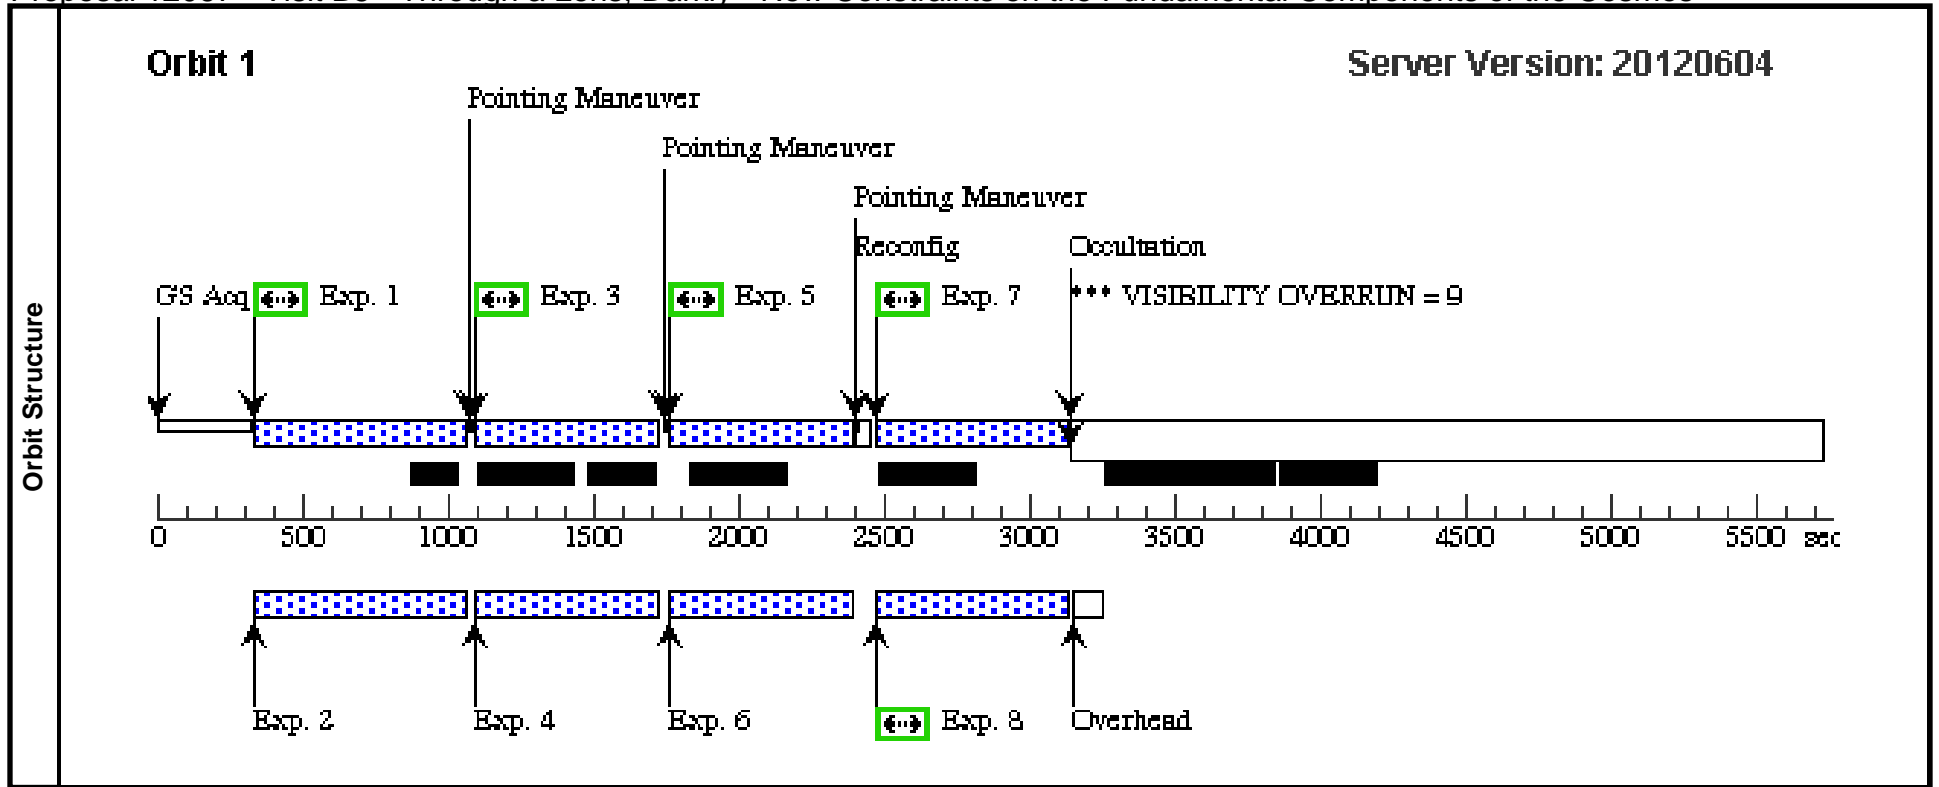 Orbit 1
Server Version: 20120604
Pointing Maneuver
Pointing Maneuver
Pointing Maneuver
Reconfig
Occultation
GS Acq
Exp. 1
Exp. 3
Exp. 5
Exp. 7
*** VISIBILITY OVERRUN = 9
Orbit Structure
0 500 1000 1500 2000 2500 3000 3500 4000 4500 5000 5500 sec
Exp. 2
Exp. 4
Exp. 6
Exp. 8
Overhead